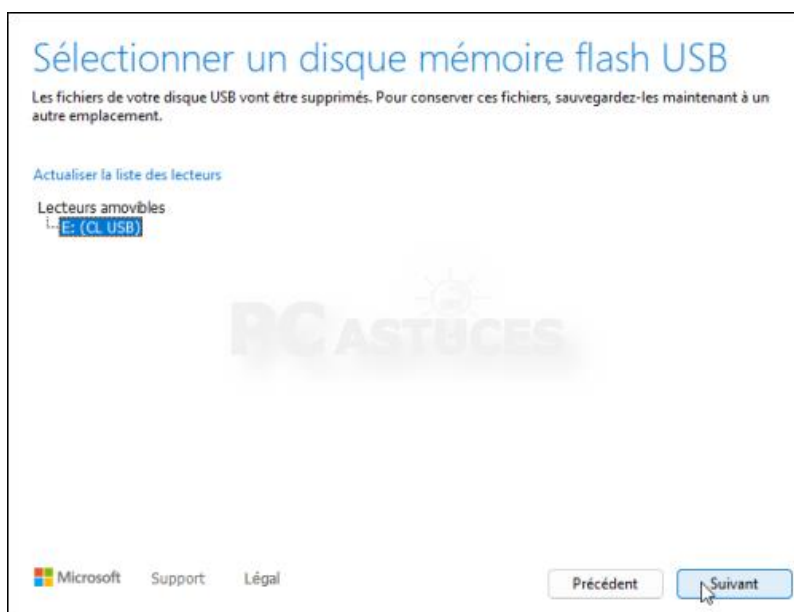 Sélectionner un disque mémoire flash USB
Les fichiers de votre disque USB vont être supprimés. Pour conserver ces fichiers, sauvegardez-les maintenant à un
autre emplacement.
Actualiser la liste des lecteurs
Lecteurs amovibles
E: (CL USB)
PC ASTUCES
Microsoft Support Légal Précédent Suivant